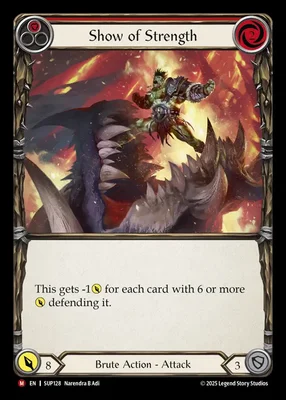 Show of Strength
This gets -1 for each card with 6 or more
defending it.
8
Brute Action - Attack
3
M EN | SUP128 Narendra B Adi
©2025 Legend Story Studios